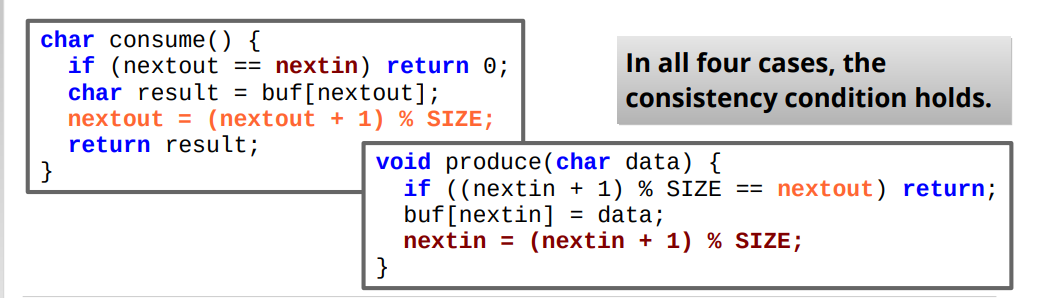 char consume() {
if (nextout == nextin) return 0;
char result = buf[nextout];
nextout = (nextout + 1) % SIZE;
return result;
}
In all four cases, the
consistency condition holds.
void produce(char data) {
if ((nextin + 1) % SIZE == nextout) return;
buf[nextin] = data;
nextin = (nextin + 1) % SIZE;
}